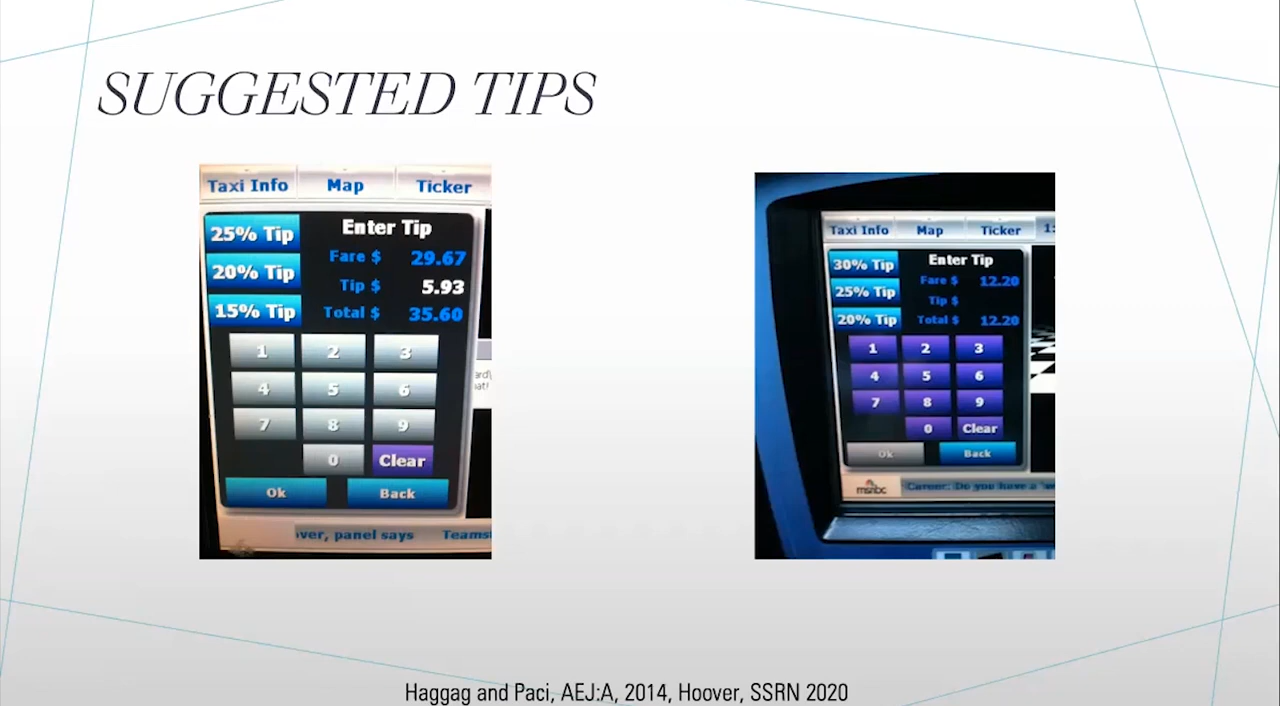 SUGGESTED TIPS
Taxi Info Map Ticker
25% Tip
20% Tip
15% Tip
Enter Tip
Fare $ 29.67
Tip $ 5.93
Total $ 35.60
1 2 3
4 5 6
7 8 9
0 Clear
Ok Back
over, panel says Teams
Taxi Info Map Ticker 1:
30% Tip
25% Tip
20% Tip
Enter Tip
Fare $ 12.20
Tip $
Total $ 12.20
1 2 3
4 5 6
7 8 9
0 Clear
Ok Back
msnbc Career: Do you have a
Haggag and Paci, AEJ:A, 2014, Hoover, SSRN 2020